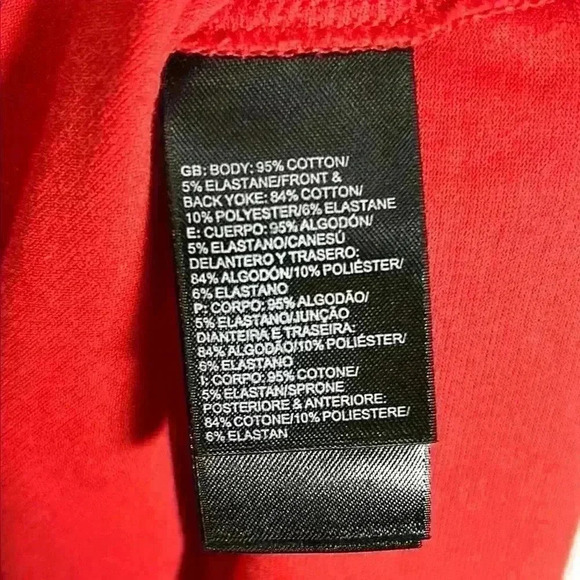 GB: BODY: 95% COTTON/
5% ELASTANE/FRONT &
BACK YOKE: 84% COTTON/
10% POLYESTER/6% ELASTANE
E: CUERPO: 95% ALGODÓN/
5% ELASTANO/CANESÚ
DELANTERO Y TRASERO:
84% ALGODÓN/10% POLIÉSTER/
6% ELASTANO
P: CORPO: 95% ALGODÃO/
5% ELASTANO/JUNÇÃO
DIANTEIRA E TRASEIRA:
84% ALGODÃO/10% POLIÉSTER/
6% ELASTANO
I: CORPO: 95% COTONE/
5% ELASTAN/SPRONE
POSTERIORE & ANTERIORE:
84% COTONE/10% POLIESTERE/
6% ELASTAN